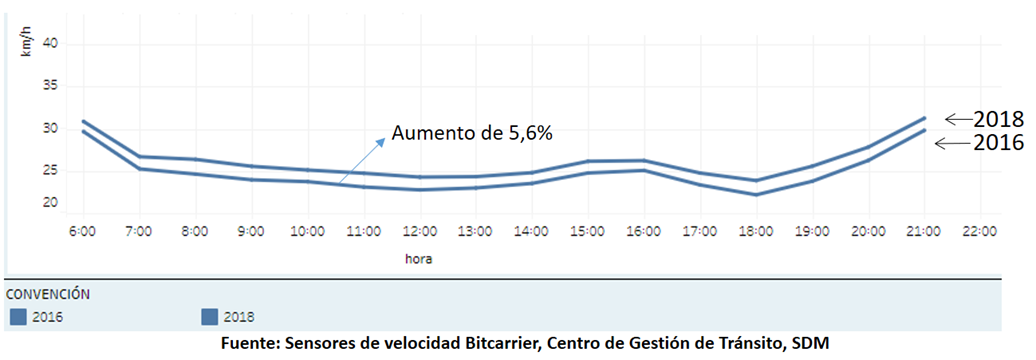 km/h
40
35
30
25
20
Aumento de 5,6%
2018
2016
6:00 7:00 8:00 9:00 10:00 11:00 12:00 13:00 14:00 15:00 16:00 17:00 18:00 19:00 20:00 21:00 22:00
hora
CONVENCIÓN
2016 2018
Fuente: Sensores de velocidad Bitcarrier, Centro de Gestión de Tránsito, SDM